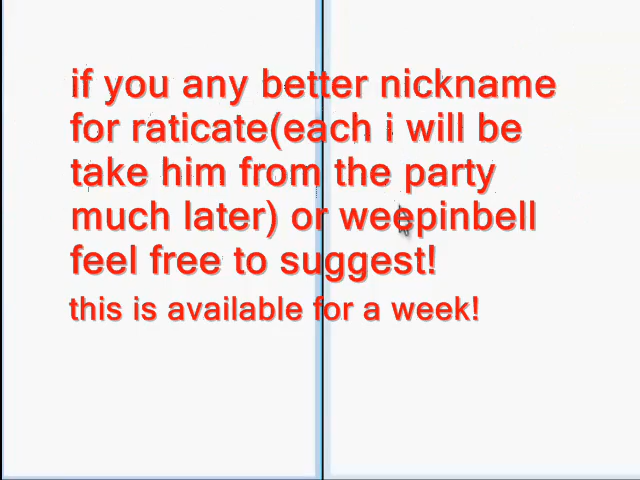 if you any better nickname
for raticate(each i will be
take him from the party
much later) or weepinbell
feel free to suggest!
this is available for a week!